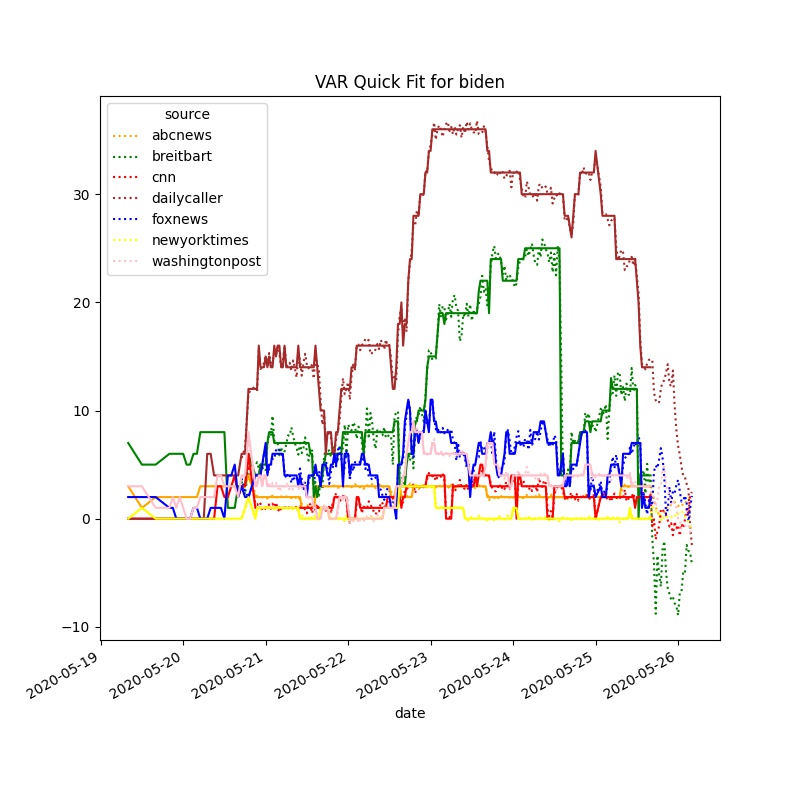 VAR Quick Fit for biden
source
abcnews
breitbart
cnn
dailycaller
foxnews
newyorktimes
washingtonpost
30
20
10
0
−10
2020-05-19
2020-05-20
2020-05-21
2020-05-22
2020-05-23
2020-05-24
2020-05-25
2020-05-26
date